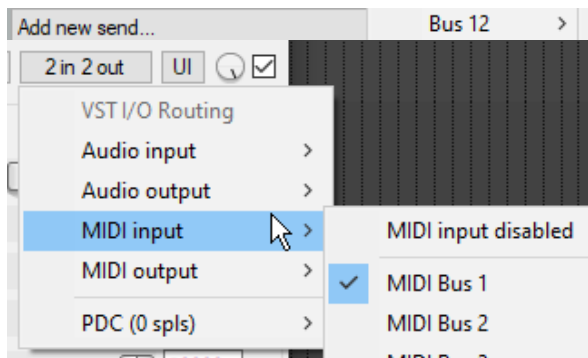 Add new send...
Bus 12 >
2 in 2 out UI
VST I/O Routing
Audio input >
Audio output >
MIDI input >
MIDI input disabled
MIDI output >
MIDI Bus 1
PDC (0 spls) >
MIDI Bus 2